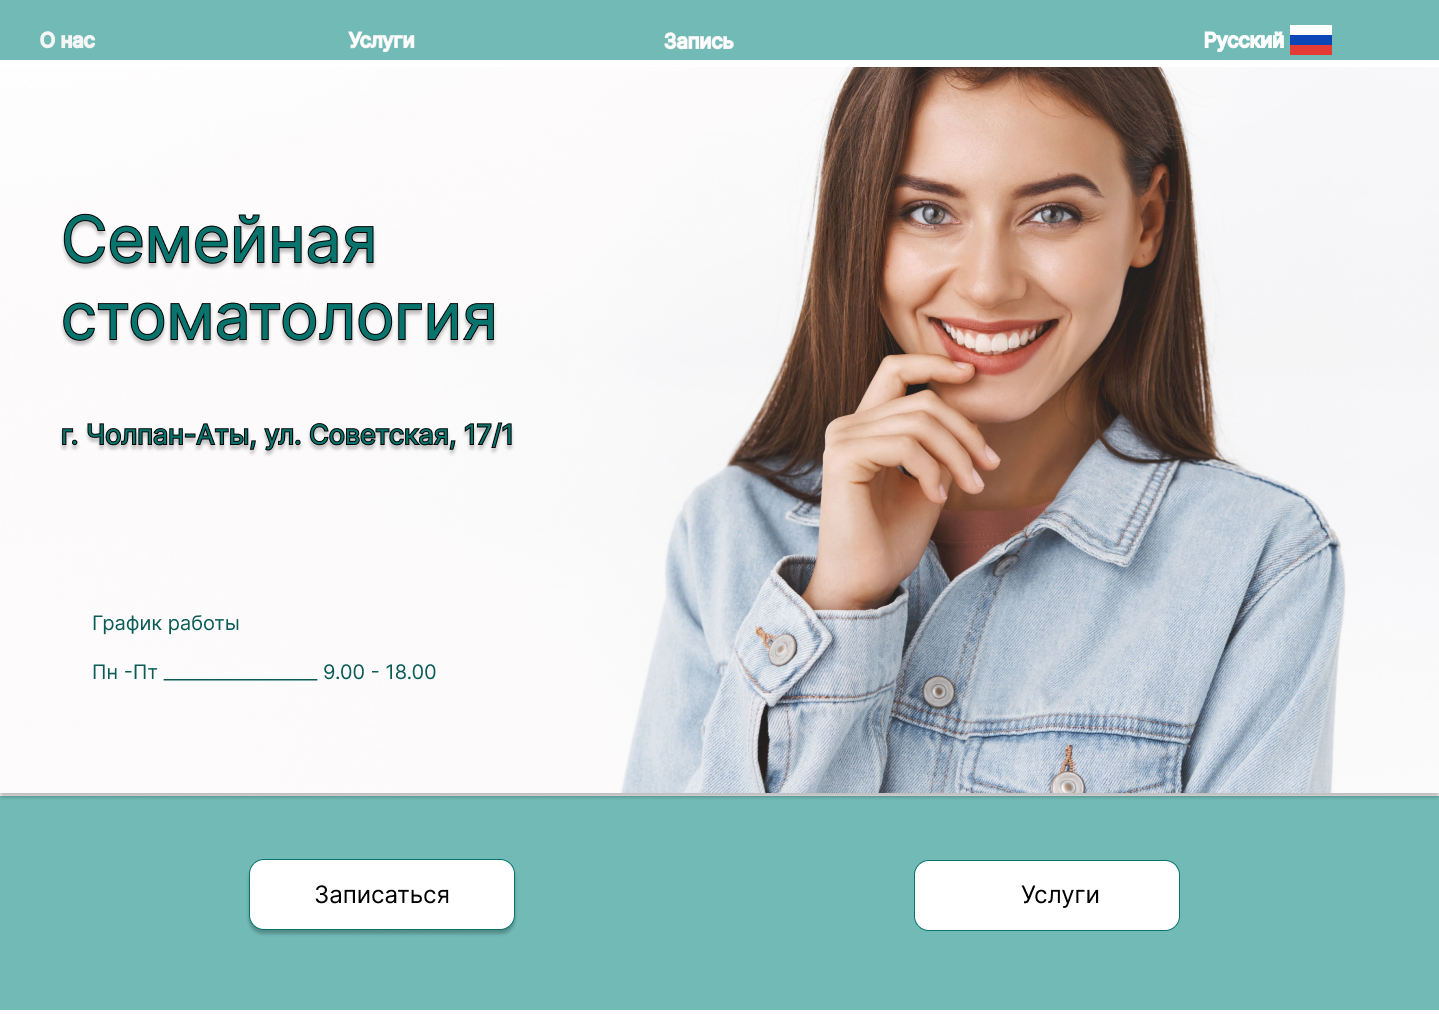 О нас
Услуги
Запись
Русский
Семейная
стоматология
г. Чолпан-Аты, ул. Советская, 17/1
График работы
Пн -Пт ______________ 9.00 - 18.00
Записаться
Услуги